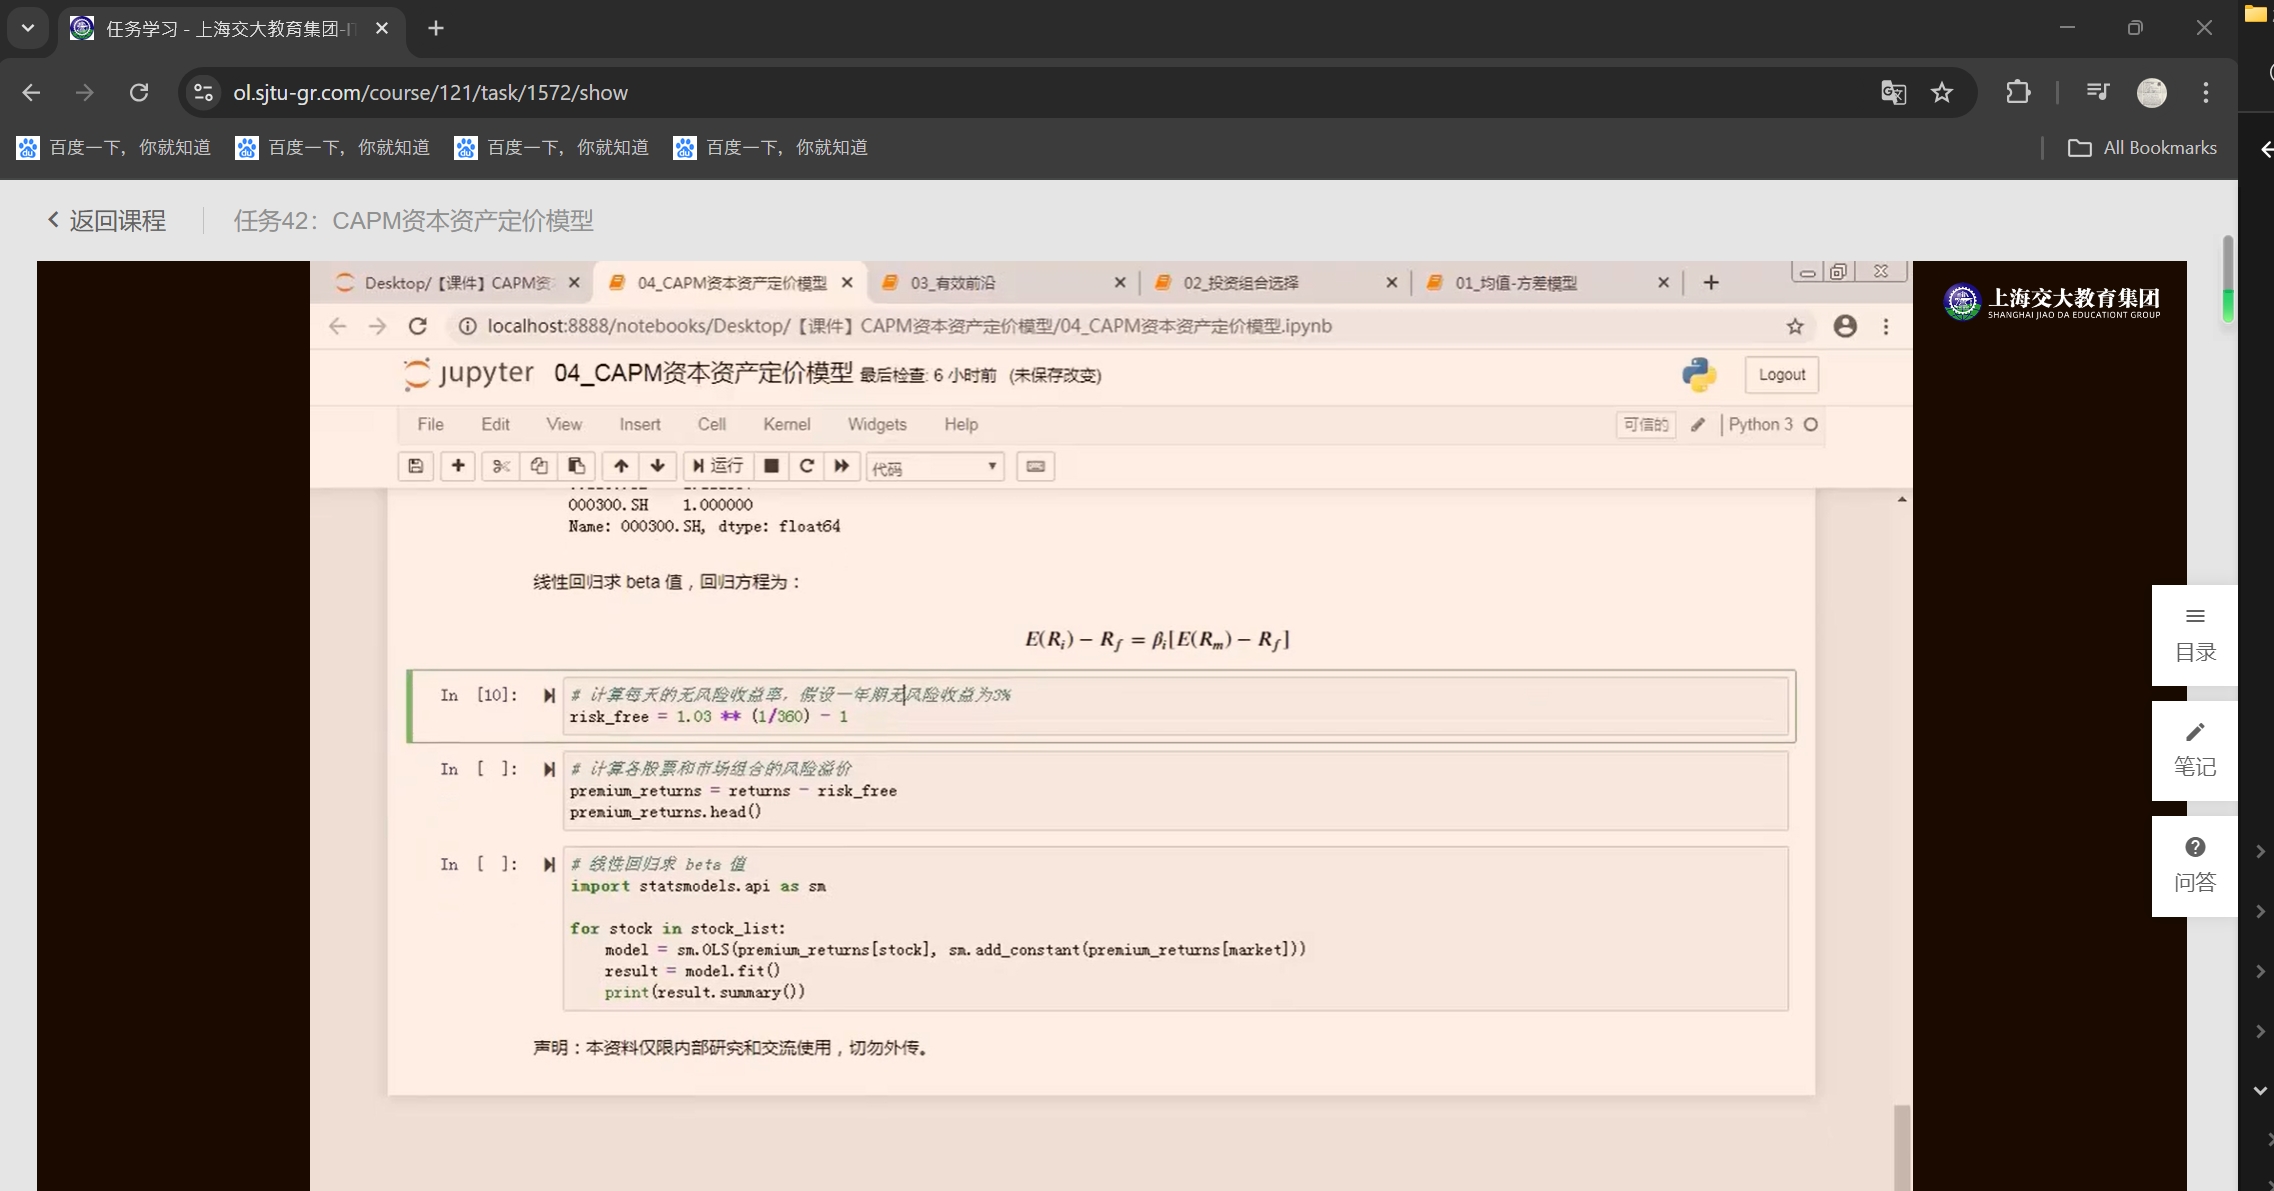 任务学习 - 上海交大教育集团-I
ol.sjtu-gr.com/course/121/task/1572/show
百度一下，你就知道 百度一下，你就知道 百度一下，你就知道 百度一下，你就知道 All Bookmarks
返回课程 任务42：CAPM资本资产定价模型
Desktop/【课件】CAPM资 04_CAPM资本资产定价模型 03_有效前沿 02_投资组合选择 01_均值-方差模型
上海交大教育集团
SHANGHAI JIAO DA EDUCATIONT GROUP
localhost:8888/notebooks/Desktop/【课件】CAPM资本资产定价模型/04_CAPM资本资产定价模型.ipynb
jupyter 04_CAPM资本资产定价模型 最后检查: 6 小时前 (未保存改变) Logout
File Edit View Insert Cell Kernel Widgets Help 可信的 Python 3
运行 代码
000300.SH 1.000000
Name: 000300.SH, dtype: float64
线性回归求 beta 值，回归方程为：
E(Ri) − Rf = βi[E(Rm) − Rf]
In [10]: # 计算每天的无风险收益率，假设一年期无风险收益为3%
risk_free = 1.03 ** (1/360) - 1
In [ ]: # 计算各股票和市场组合的风险溢价
premium_returns = returns - risk_free
premium_returns.head()
In [ ]: # 线性回归求 beta 值
import statsmodels.api as sm
for stock in stock_list:
model = sm.OLS(premium_returns[stock], sm.add_constant(premium_returns[market]))
result = model.fit()
print(result.summary())
声明：本资料仅限内部研究和交流使用，切勿外传。
目录
笔记
问答